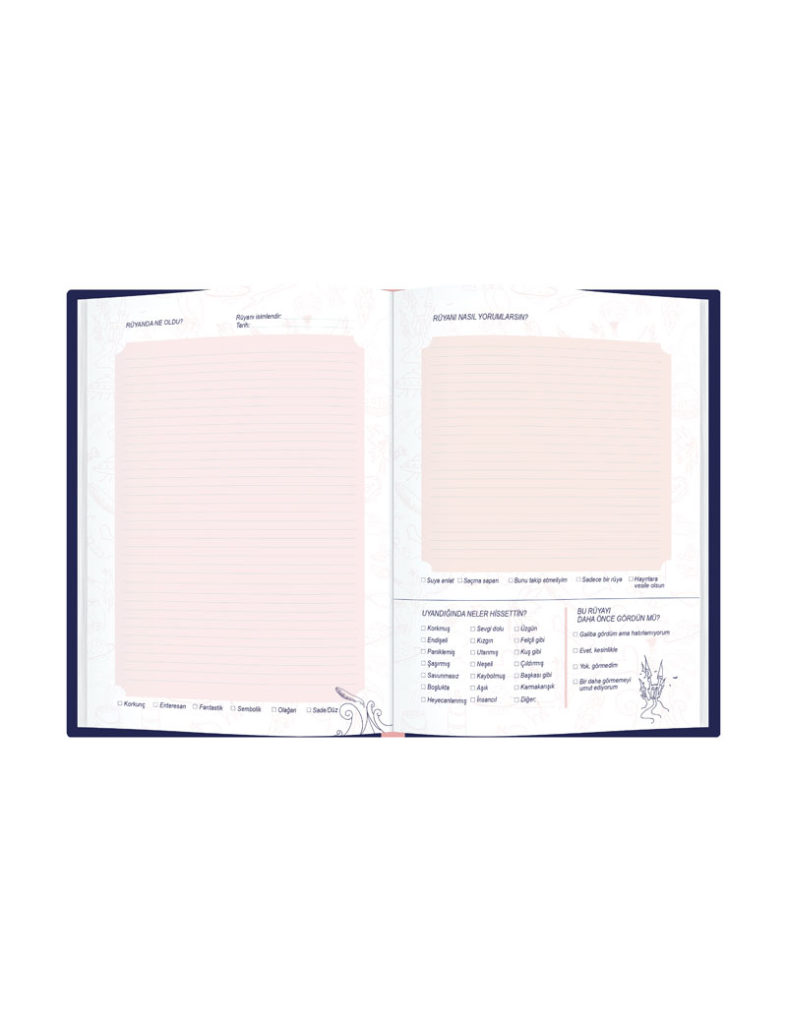 RÜYANDA NE OLDU?
Rüyanı isimlendir:
Tarih:
□ Korkunç □ Enteresan □ Fantastik □ Sembolik □ Olağan □ Sade/Düz
RÜYANI NASIL YORUMLARSIN?
□ Suya anlat □ Saçma sapan □ Bunu takip etmeliyim □ Sadece bir rüya □ Hayırlara
vesile olsun
UYANDIĞINDA NELER HİSSETTİN?
□ Korkmuş □ Sevgi dolu □ Üzgün
□ Endişeli □ Kızgın □ Felçli gibi
□ Paniklemiş □ Utanmış □ Kuş gibi
□ Şaşırmış □ Neşeli □ Çıldırmış
□ Savunmasız □ Kaybolmuş □ Başkası gibi
□ Boşlukta □ Aşık □ Karmakarışık
□ Heyecanlanmış □ İnsancıl □ Diğer:
BU RÜYAYI
DAHA ÖNCE GÖRDÜN MÜ?
□ Galiba gördüm ama hatırlamıyorum
□ Evet, kesinlikle
□ Yok, görmedim
□ Bir daha görmemeyi
umut ediyorum